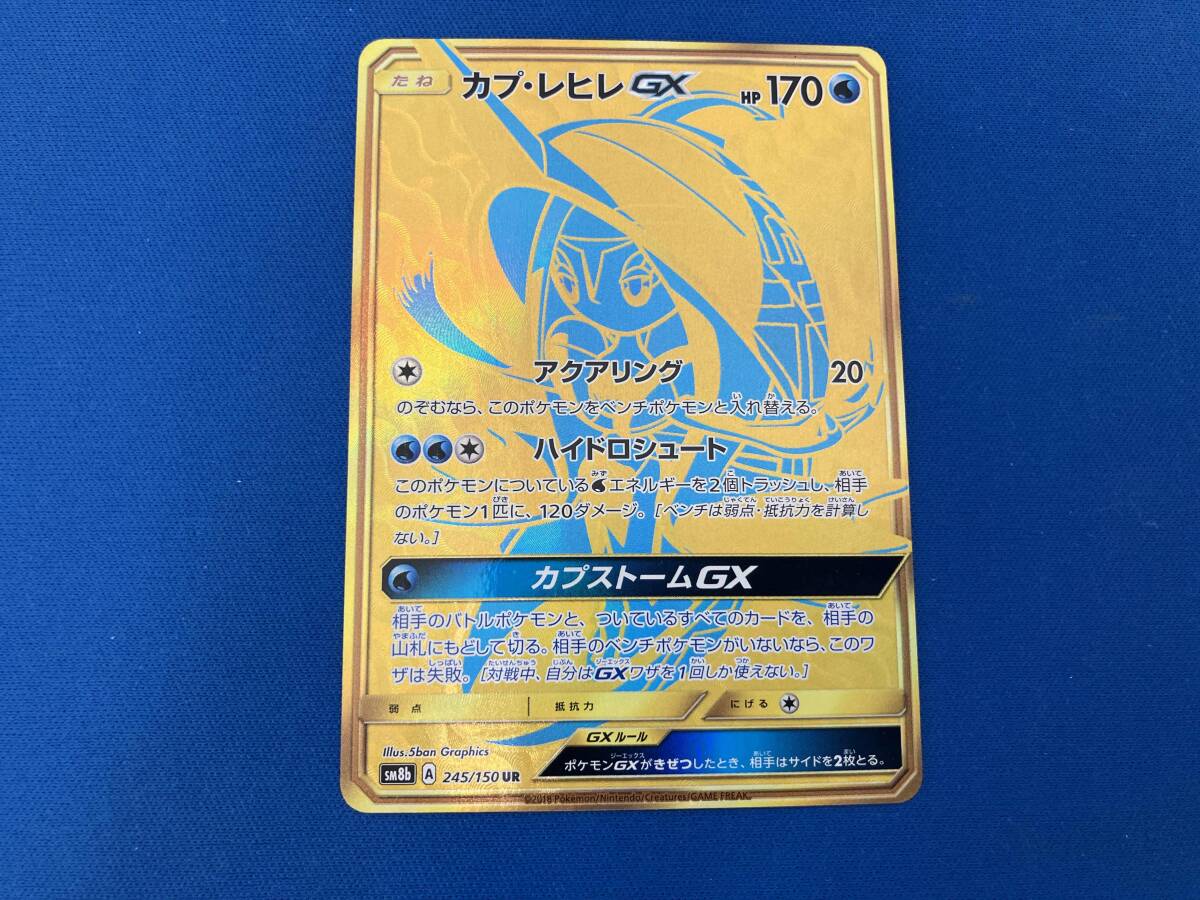 たね カプ・レヒレGX HP 170
アクアリング 20
のぞむなら、このポケモンをベンチポケモンと入れ替える。
ハイドロシュート
このポケモンについているエネルギーを2個トラッシュし、相手
のポケモン1匹に、120ダメージ。[ベンチは弱点・抵抗力を計算し
ない。]
カプストームGX
相手のバトルポケモンと、ついているすべてのカードを、相手の
山札にもどして切る。相手のベンチポケモンがいないなら、このワ
ザは失敗。[対戦中、自分はGXワザを1回しか使えない。]
弱点 抵抗力 にげる
GXルール
ポケモンGXがきぜつしたとき、相手はサイドを2枚とる。
Illus.5ban Graphics
sm8b A 245/150 UR
©2018 Pokémon/Nintendo/Creatures/GAME FREAK.